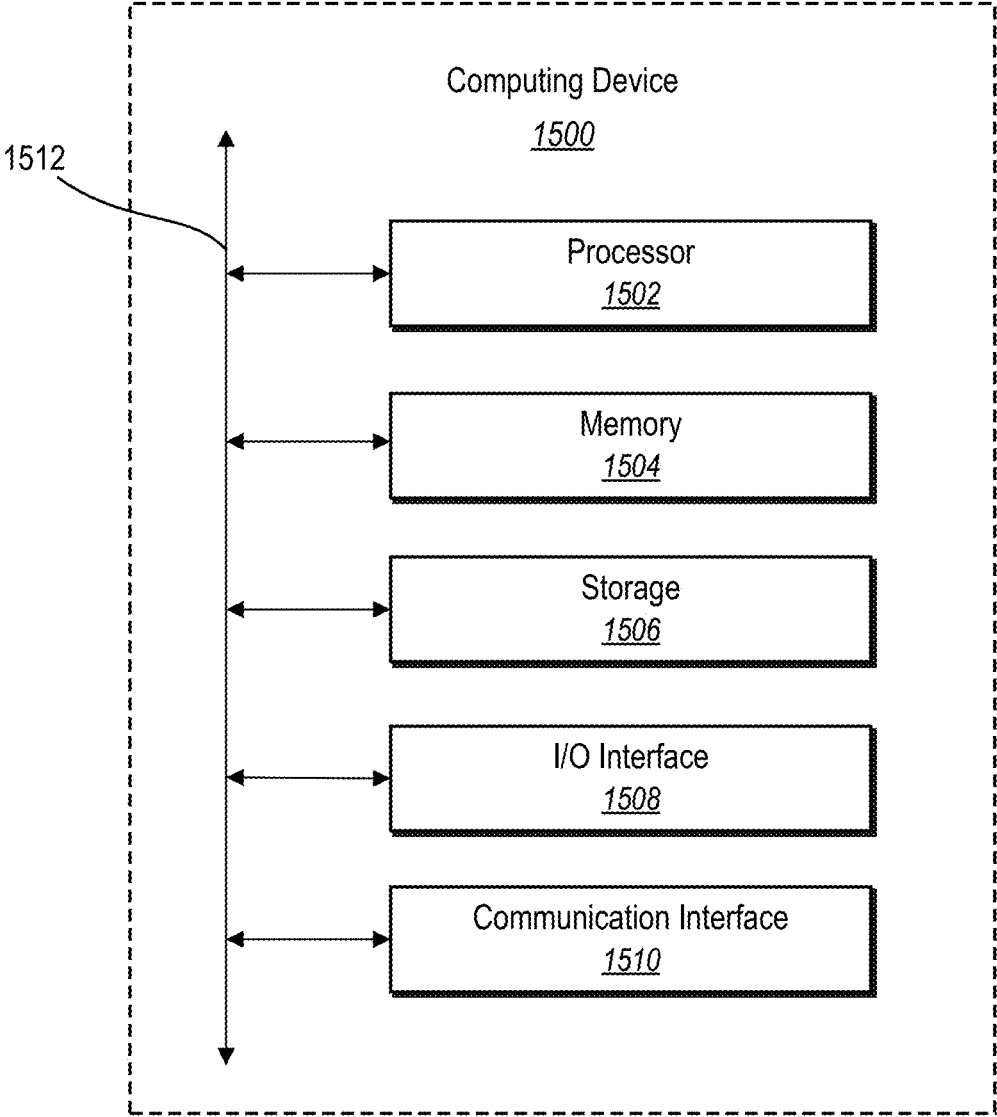 Computing Device
1500
1512
Processor
1502
Memory
1504
Storage
1506
I/O Interface
1508
Communication Interface
1510